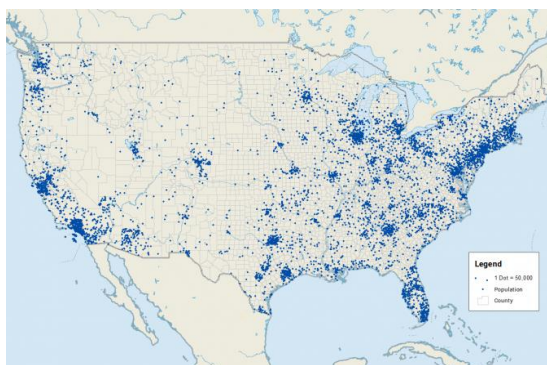 Legend
1 Dot = 50,000
Population
County